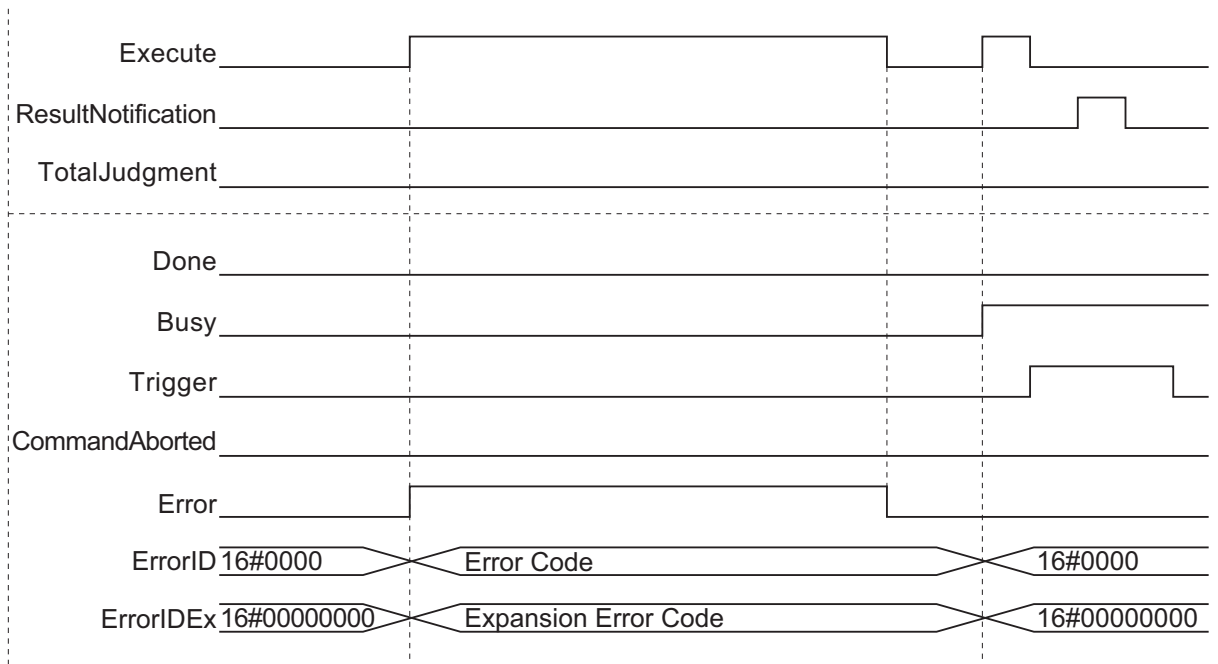 Execute
ResultNotification
TotalJudgment
Done
Busy
Trigger
CommandAborted
Error
ErrorID 16#0000 Error Code 16#0000
ErrorIDEx 16#00000000 Expansion Error Code 16#00000000